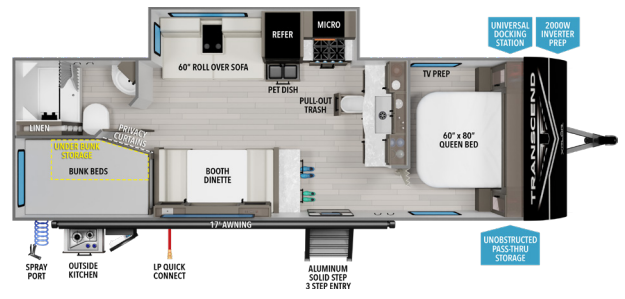 UNIVERSAL
DOCKING
STATION
2000W
INVERTER
PREP
REFER
MICRO
60" ROLL OVER SOFA
PET DISH
TV PREP
PULL-OUT
TRASH
60" x 80"
QUEEN BED
LINEN
PRIVACY
CURTAINS
UNDER BUNK
STORAGE
BUNK BEDS
BOOTH
DINETTE
TRANSCEND
17' AWNING
UNOBSTRUCTED
PASS-THRU
STORAGE
SPRAY
PORT
OUTSIDE
KITCHEN
LP QUICK
CONNECT
ALUMINUM
SOLID STEP
3 STEP ENTRY